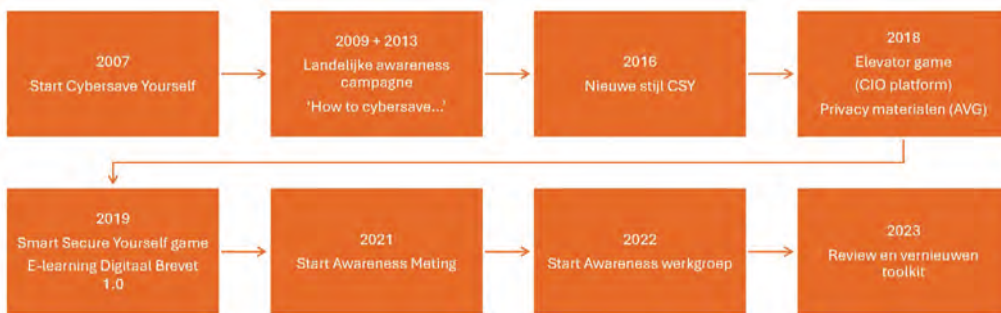 2007
Start Cybersave Yourself
2009 + 2013
Landelijke awareness
campagne
'How to cybersave...'
2016
Nieuwe stijl CSY
2018
Elevator game
(CIO platform)
Privacy materialen (AVG)
2019
Smart Secure Yourself game
E-learning Digitaal Brevet
1.0
2021
Start Awareness Meting
2022
Start Awareness werkgroep
2023
Review en vernieuwen
toolkit